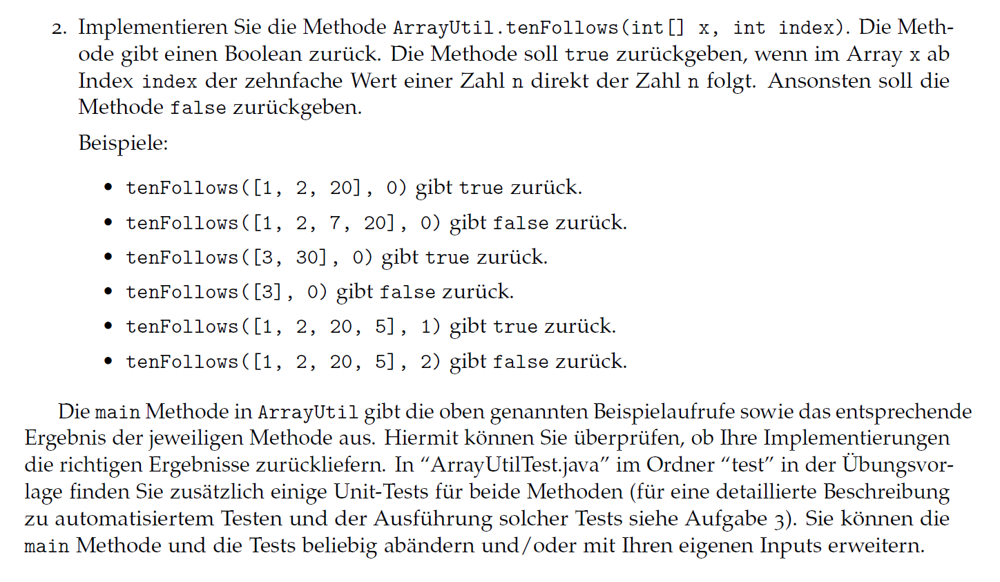 2. Implementieren Sie die Methode ArrayUtil.tenFollows(int[] x, int index). Die Meth-
ode gibt einen Boolean zurück. Die Methode soll true zurückgeben, wenn im Array x ab
Index index der zehnfache Wert einer Zahl n direkt der Zahl n folgt. Ansonsten soll die
Methode false zurückgeben.
Beispiele:
• tenFollows([1, 2, 20], 0) gibt true zurück.
• tenFollows([1, 2, 7, 20], 0) gibt false zurück.
• tenFollows([3, 30], 0) gibt true zurück.
• tenFollows([3], 0) gibt false zurück.
• tenFollows([1, 2, 20, 5], 1) gibt true zurück.
• tenFollows([1, 2, 20, 5], 2) gibt false zurück.
Die main Methode in ArrayUtil gibt die oben genannten Beispielaufrufe sowie das entsprechende
Ergebnis der jeweiligen Methode aus. Hiermit können Sie überprüfen, ob Ihre Implementierungen
die richtigen Ergebnisse zurückliefern. In “ArrayUtilTest.java” im Ordner “test” in der Übungsvor-
lage finden Sie zusätzlich einige Unit-Tests für beide Methoden (für eine detaillierte Beschreibung
zu automatisiertem Testen und der Ausführung solcher Tests siehe Aufgabe 3). Sie können die
main Methode und die Tests beliebig abändern und/oder mit Ihren eigenen Inputs erweitern.